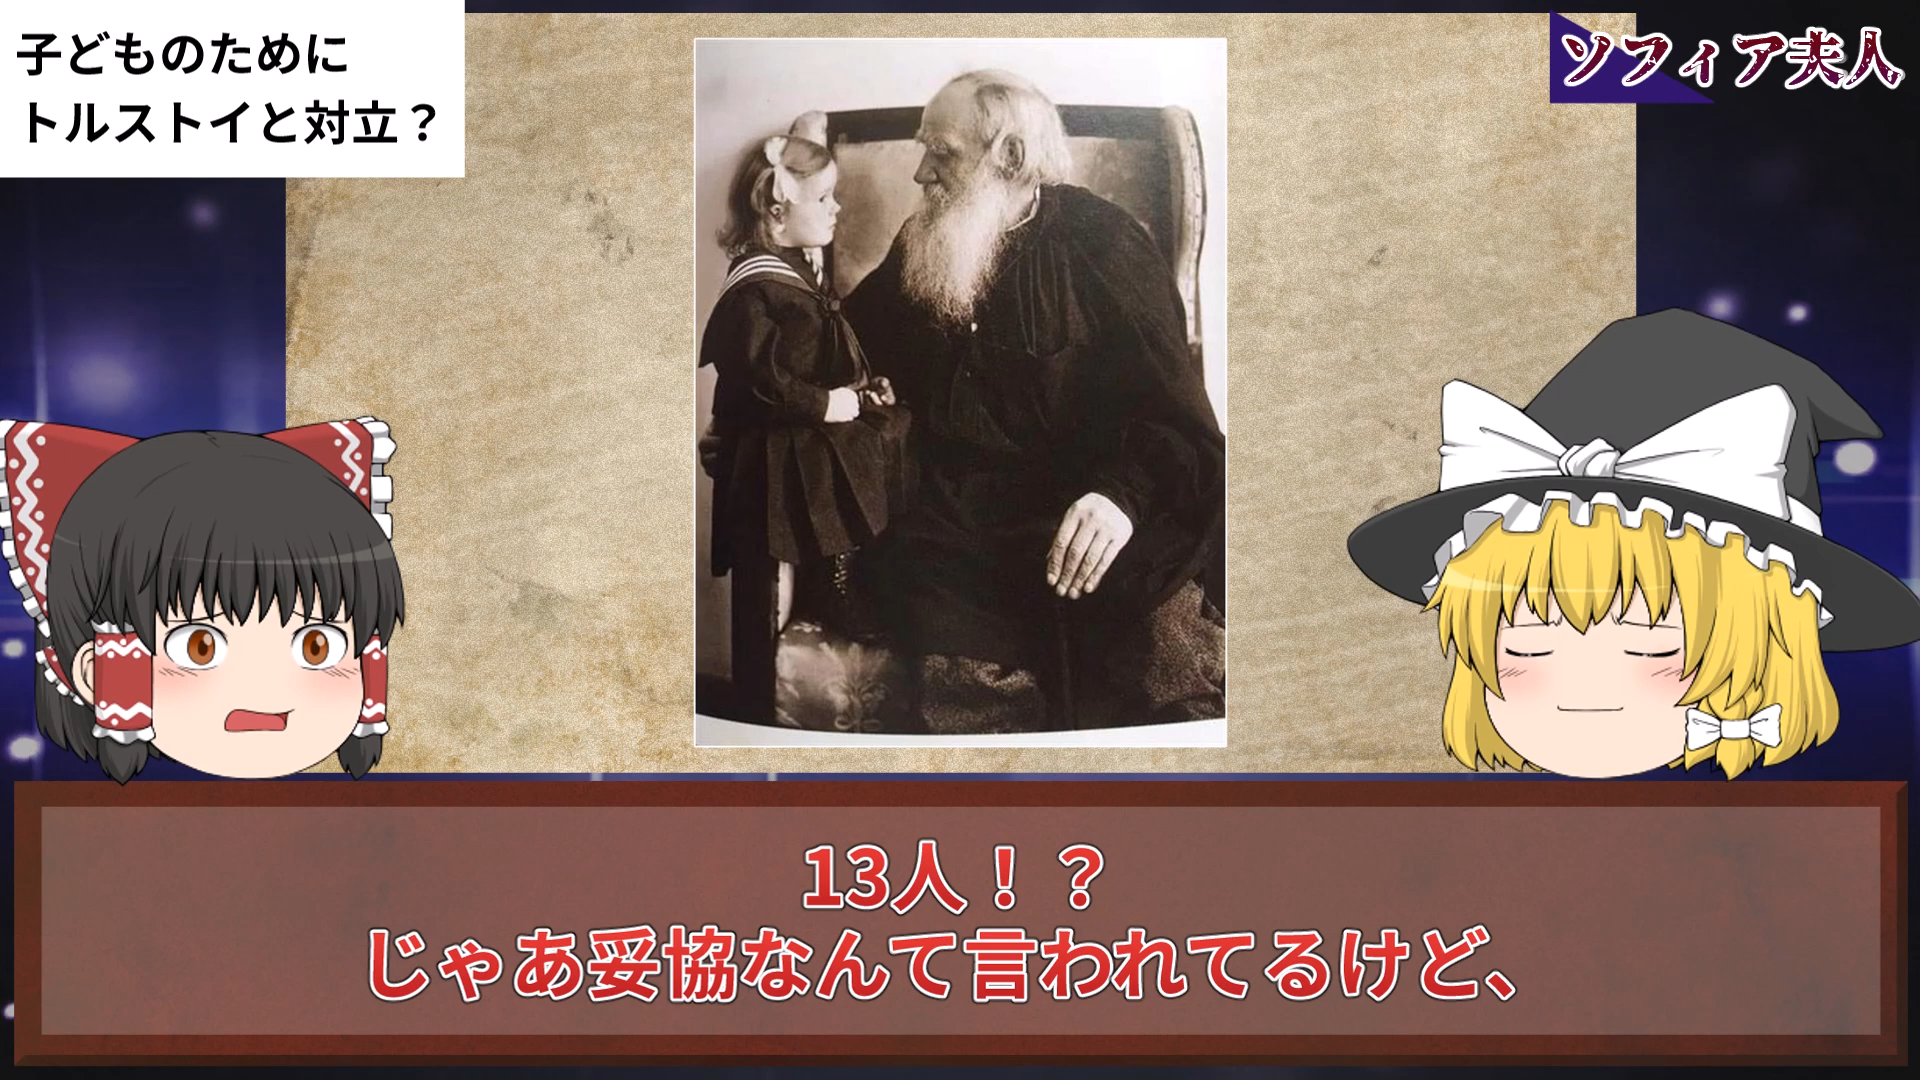 子どものために
トルストイと対立？
ソフィア夫人
13人！？
じゃあ妥協なんて言われてるけど、